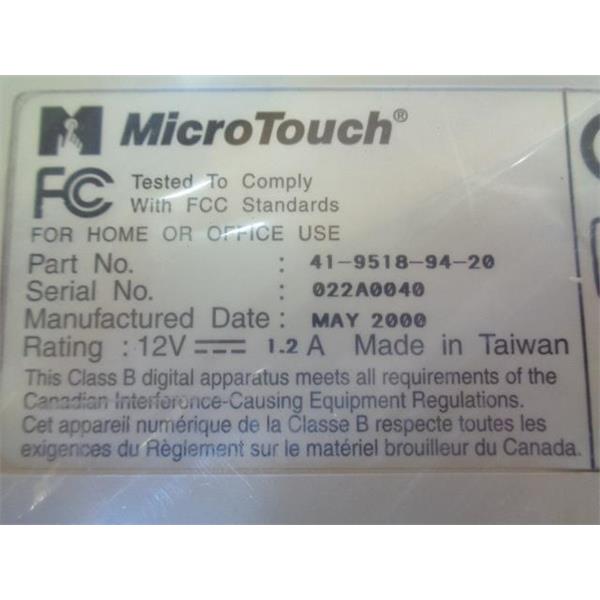 MicroTouch®
FC Tested To Comply
With FCC Standards
FOR HOME OR OFFICE USE
Part No. : 41-9518-94-20
Serial No. : 022A0040
Manufactured Date : MAY 2000
Rating : 12V 1.2 A Made in Taiwan
This Class B digital apparatus meets all requirements of the
Canadian Interference-Causing Equipment Regulations.
Cet appareil numérique de la Classe B respecte toutes les
exigences du Règlement sur le matériel brouilleur du Canada.